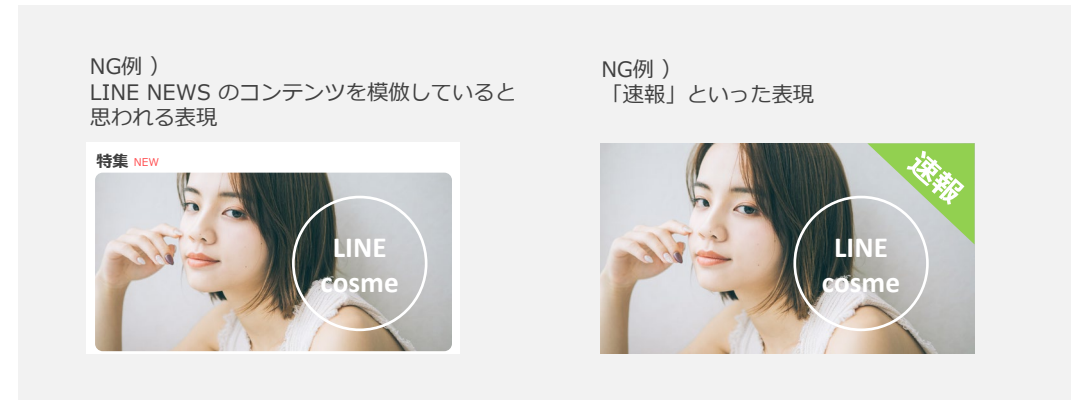 NG例 ）
LINE NEWS のコンテンツを模倣していると
思われる表現
特集 NEW
LINE
cosme
NG例 ）
「速報」といった表現
速報
LINE
cosme